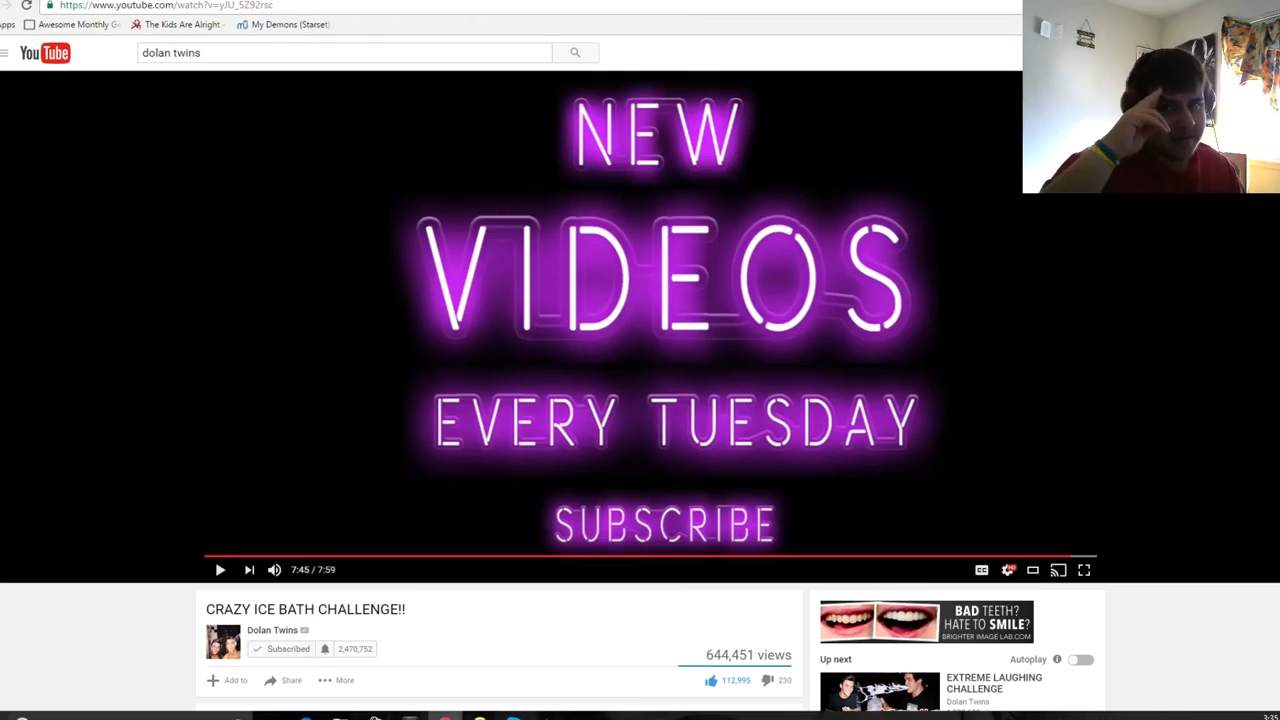 https://www.youtube.com/watch?v=yJU_5Z92rsc
Apps Awesome Monthly G The Kids Are Alright - My Demons (Starset)
YouTube
dolan twins
NEW
VIDEOS
EVERY TUESDAY
SUBSCRIBE
7:45 / 7:59
CC HD
CRAZY ICE BATH CHALLENGE!!
Dolan Twins
Subscribed 2,470,752
644,451 views
Add to Share More
112,995 230
BAD TEETH?
HATE TO SMILE?
BRIGHTER IMAGE LAB.COM
Up next Autoplay
EXTREME LAUGHING
CHALLENGE
Dolan Twins